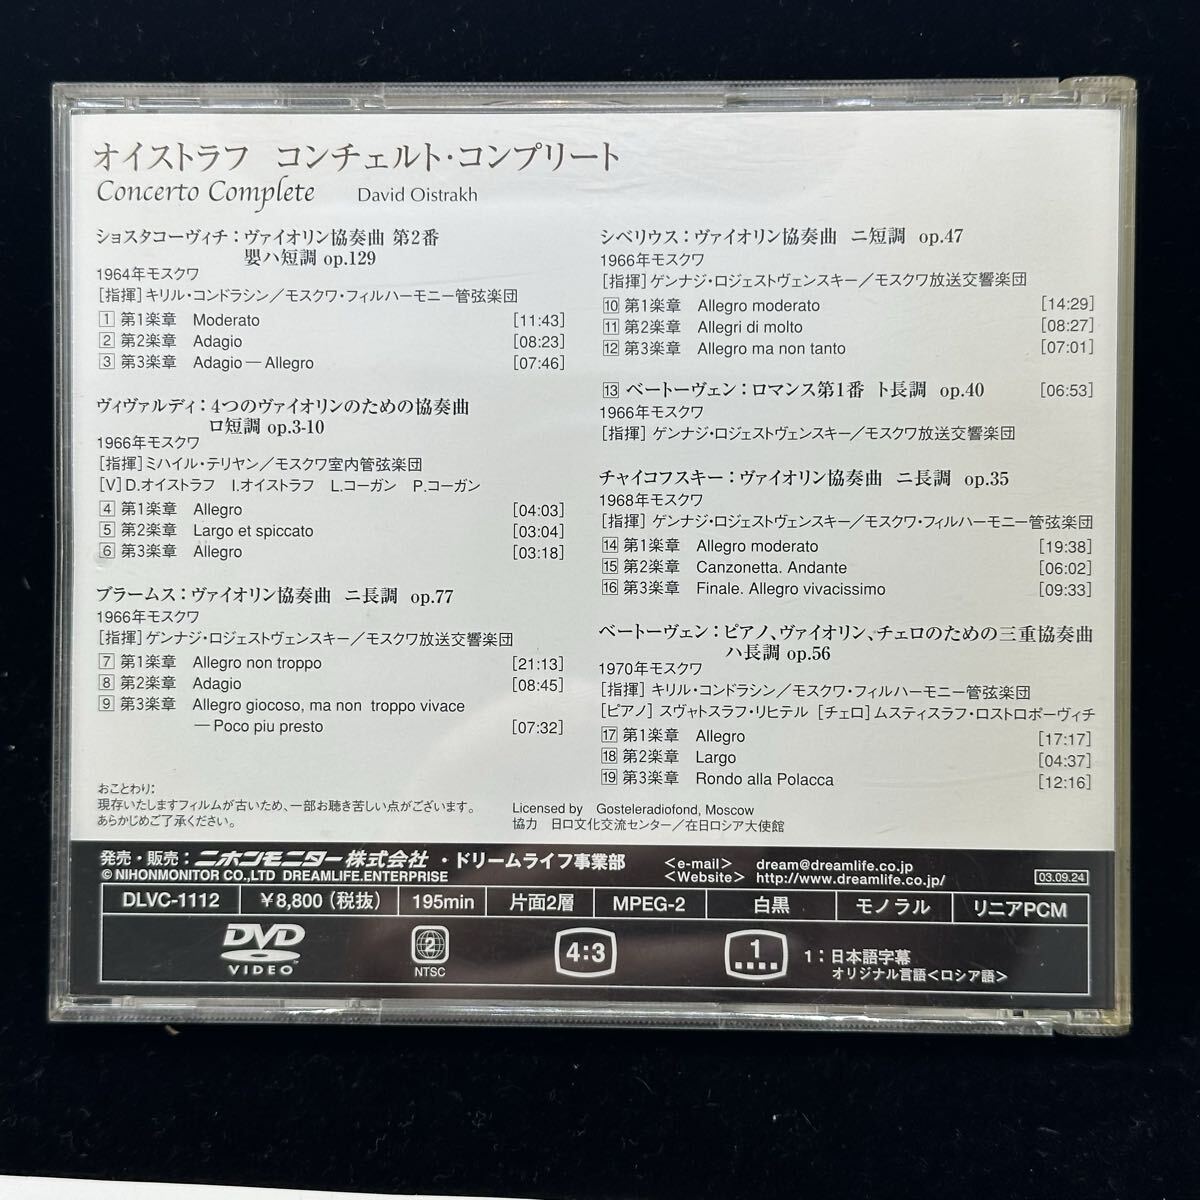 オイストラフ コンチェルト・コンプリート
Concerto Complete David Oistrakh
ショスタコーヴィチ：ヴァイオリン協奏曲 第2番
嬰ハ短調 op.129
1964年モスクワ
［指揮］キリル・コンドラシン／モスクワ・フィルハーモニー管弦楽団
1 第1楽章 Moderato [11:43]
2 第2楽章 Adagio [08:23]
3 第3楽章 Adagio — Allegro [07:46]
ヴィヴァルディ：4つのヴァイオリンのための協奏曲
ロ短調 op.3-10
1966年モスクワ
［指揮］ミハイル・テリヤン／モスクワ室内管弦楽団
［V］D.オイストラフ I.オイストラフ L.コーガン P.コーガン
4 第1楽章 Allegro [04:03]
5 第2楽章 Largo et spiccato [03:04]
6 第3楽章 Allegro [03:18]
ブラームス：ヴァイオリン協奏曲 ニ長調 op.77
1966年モスクワ
［指揮］ゲンナジ・ロジェストヴェンスキー／モスクワ放送交響楽団
7 第1楽章 Allegro non troppo [21:13]
8 第2楽章 Adagio [08:45]
9 第3楽章 Allegro giocoso, ma non troppo vivace
— Poco piu presto [07:32]
おことわり：
現存いたしますフィルムが古いため、一部お聴き苦しい点がございます。
あらかじめご了承ください。
シベリウス：ヴァイオリン協奏曲 ニ短調 op.47
1966年モスクワ
［指揮］ゲンナジ・ロジェストヴェンスキー／モスクワ放送交響楽団
10 第1楽章 Allegro moderato [14:29]
11 第2楽章 Allegri di molto [08:27]
12 第3楽章 Allegro ma non tanto [07:01]
13 ベートーヴェン：ロマンス第1番 ト長調 op.40 [06:53]
1966年モスクワ
［指揮］ゲンナジ・ロジェストヴェンスキー／モスクワ放送交響楽団
チャイコフスキー：ヴァイオリン協奏曲 ニ長調 op.35
1968年モスクワ
［指揮］ゲンナジ・ロジェストヴェンスキー／モスクワ・フィルハーモニー管弦楽団
14 第1楽章 Allegro moderato [19:38]
15 第2楽章 Canzonetta. Andante [06:02]
16 第3楽章 Finale. Allegro vivacissimo [09:33]
ベートーヴェン：ピアノ、ヴァイオリン、チェロのための三重協奏曲
ハ長調 op.56
1970年モスクワ
［指揮］キリル・コンドラシン／モスクワ・フィルハーモニー管弦楽団
［ピアノ］スヴャトスラフ・リヒテル ［チェロ］ムスティスラフ・ロストロポーヴィチ
17 第1楽章 Allegro [17:17]
18 第2楽章 Largo [04:37]
19 第3楽章 Rondo alla Polacca [12:16]
Licensed by Gosteleradiofond, Moscow
協力 日ロ文化交流センター／在日ロシア大使館
発売・販売：ニホンモニター株式会社・ドリームライフ事業部
© NIHONMONITOR CO.,LTD DREAMLIFE.ENTERPRISE
<e-mail> dream@dreamlife.co.jp
<Website> http://www.dreamlife.co.jp/
03.09.24
DLVC-1112 ￥8,800（税抜） 195min 片面2層 MPEG-2 白黒 モノラル リニアPCM
DVD VIDEO
2 NTSC
4:3
1
1：日本語字幕
オリジナル言語<ロシア語>